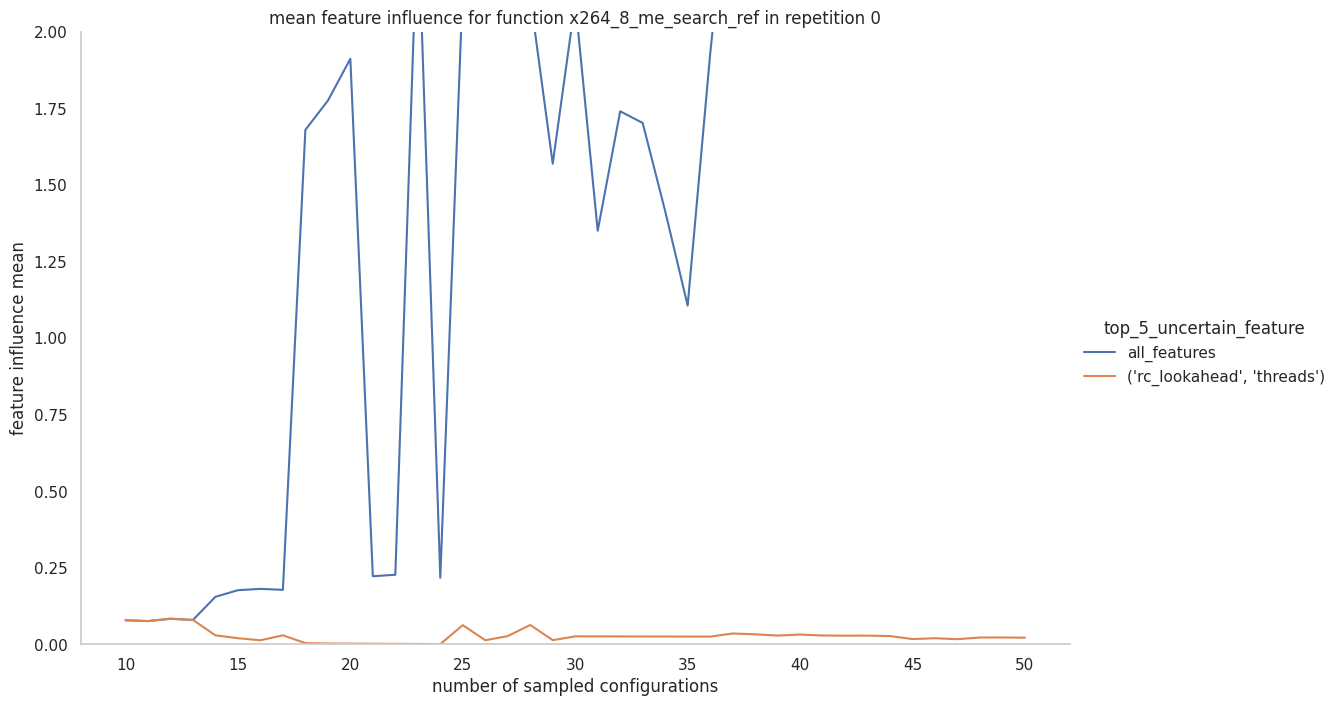 mean feature influence for function x264_8_me_search_ref in repetition 0
2.00
1.75
1.50
1.25
1.00
0.75
0.50
0.25
0.00
feature influence mean
10 15 20 25 30 35 40 45 50
number of sampled configurations
top_5_uncertain_feature
all_features
('rc_lookahead', 'threads')